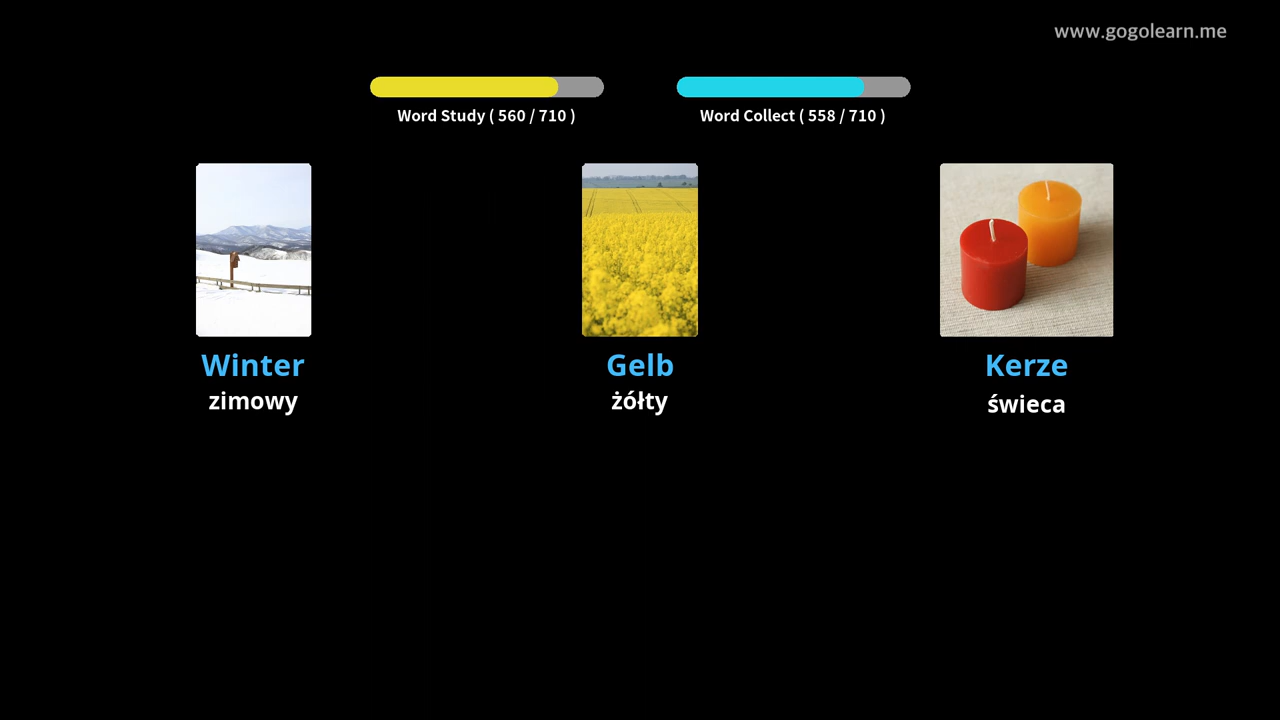 www.gogolearn.me
Word Study ( 560 / 710 )
Word Collect ( 558 / 710 )
Winter
zimowy
Gelb
żółty
Kerze
świeca